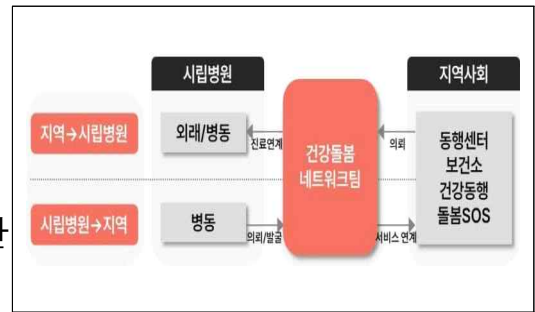 시립병원
지역사회
지역→시립병원
외래/병동
진료연계
건강돌봄
네트워크팀
의뢰
동행센터
보건소
건강동행
돌봄SOS
시립병원→지역
병동
의뢰/발굴
서비스 연계